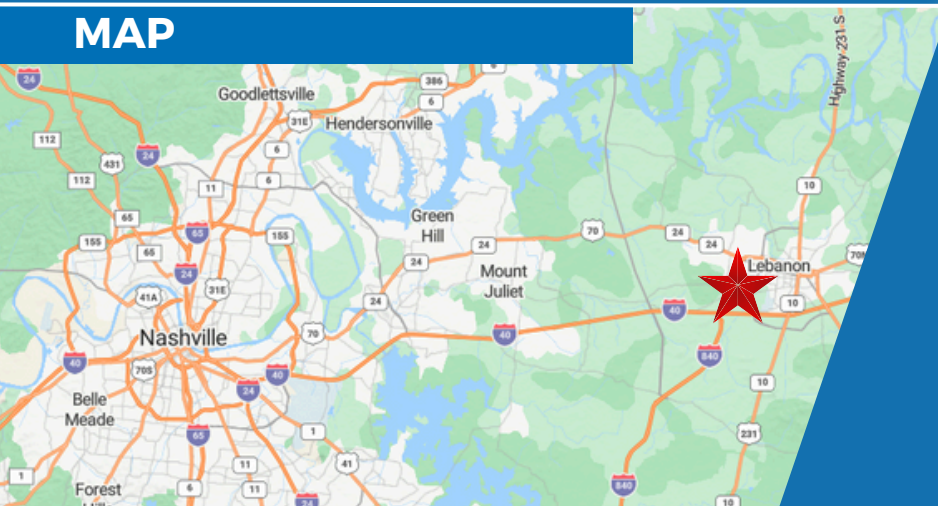 MAP
24
386
6
Highway 231 S
Goodlettsville
31E
Hendersonville
112
431
24
6
112
11
6
10
65
Green
Hill
155
65
65
155
24
70
24
24
24
Mount
Juliet
Lebanon
24
41A
31E
24
40
10
Nashville
70
40
40
70S
40
24
840
10
Belle
Meade
65
1
231
11
41
1
Forest
6
11
24
840
10